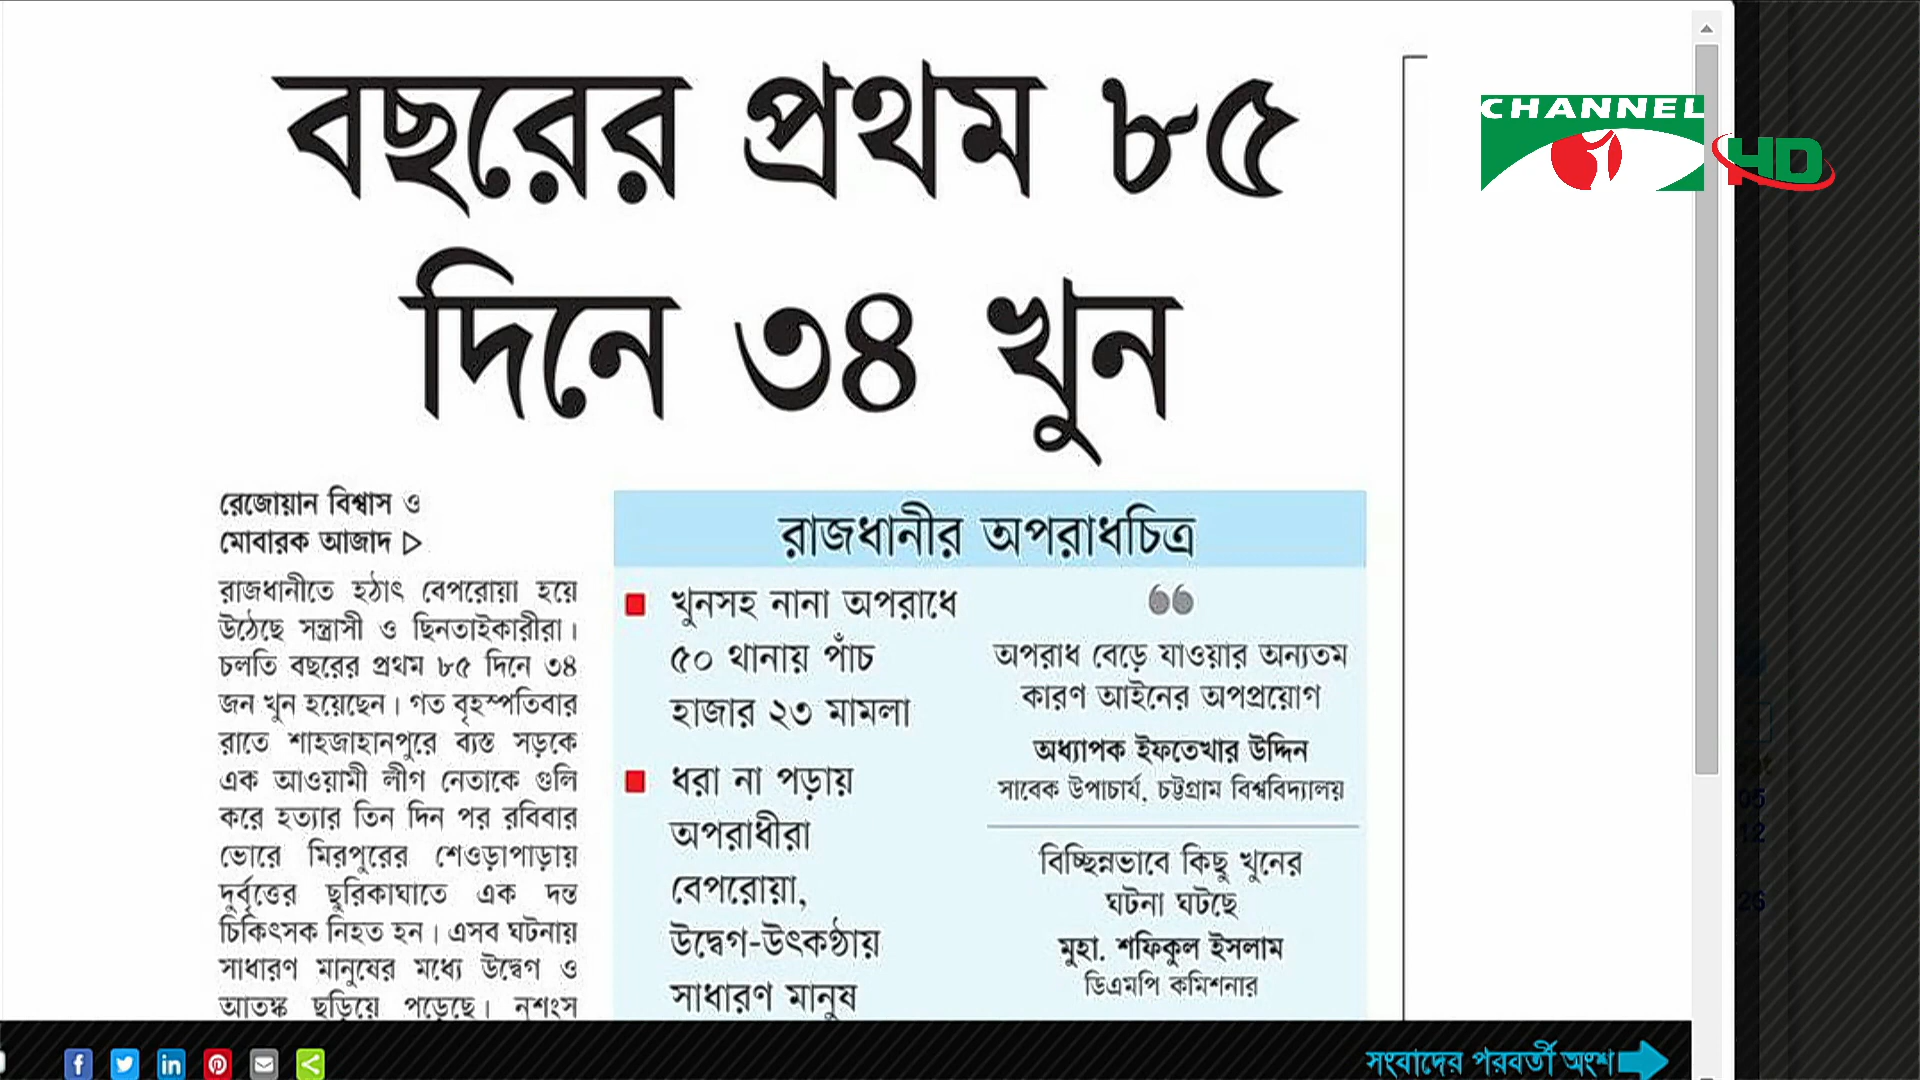 বছরের প্রথম ৮৫
দিনে ৩৪ খুন
CHANNEL
i
HD
রেজোয়ান বিশ্বাস ও
মোবারক আজাদ ▷
রাজধানীতে হঠাৎ বেপরোয়া হয়ে
উঠেছে সন্ত্রাসী ও ছিনতাইকারীরা।
চলতি বছরের প্রথম ৮৫ দিনে ৩৪
জন খুন হয়েছেন। গত বৃহস্পতিবার
রাতে শাহজাহানপুরে ব্যস্ত সড়কে
এক আওয়ামী লীগ নেতাকে গুলি
করে হত্যার তিন দিন পর রবিবার
ভোরে মিরপুরের শেওড়াপাড়ায়
দুর্বৃত্তের ছুরিকাঘাতে এক দন্ত
চিকিৎসক নিহত হন। এসব ঘটনায়
সাধারণ মানুষের মধ্যে উদ্বেগ ও
আতঙ্ক ছড়িয়ে পড়েছে। নৃশংস
রাজধানীর অপরাধচিত্র
খুনসহ নানা অপরাধে
৫০ থানায় পাঁচ
হাজার ২৩ মামলা
ধরা না পড়ায়
অপরাধীরা
বেপরোয়া,
উদ্বেগ-উৎকণ্ঠায়
সাধারণ মানুষ
“
অপরাধ বেড়ে যাওয়ার অন্যতম
কারণ আইনের অপপ্রয়োগ
অধ্যাপক ইফতেখার উদ্দিন
সাবেক উপাচার্য, চট্টগ্রাম বিশ্ববিদ্যালয়
বিচ্ছিন্নভাবে কিছু খুনের
ঘটনা ঘটছে
মুহা. শফিকুল ইসলাম
ডিএমপি কমিশনার
05
12
26
সংবাদের পরবর্তী অংশ